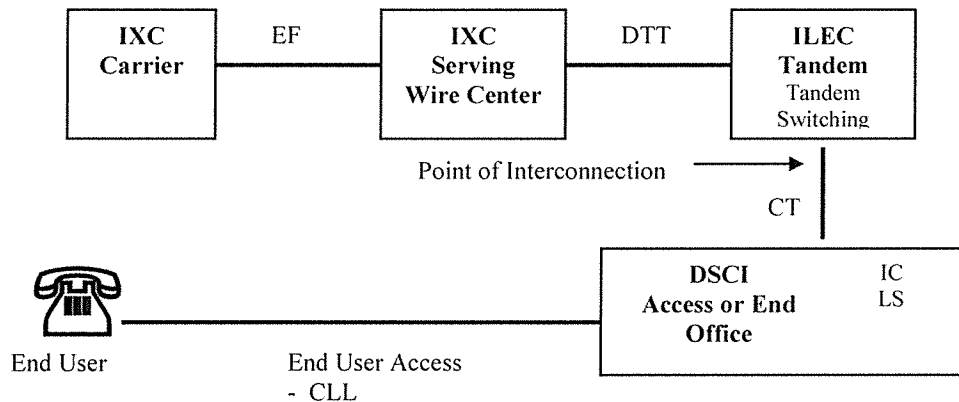 IXC
Carrier
EF
IXC
Serving
Wire Center
DTT
ILEC
Tandem
Tandem
Switching
Point of Interconnection
CT
DSCI
Access or End
Office
IC
LS
End User
End User Access
- CLL